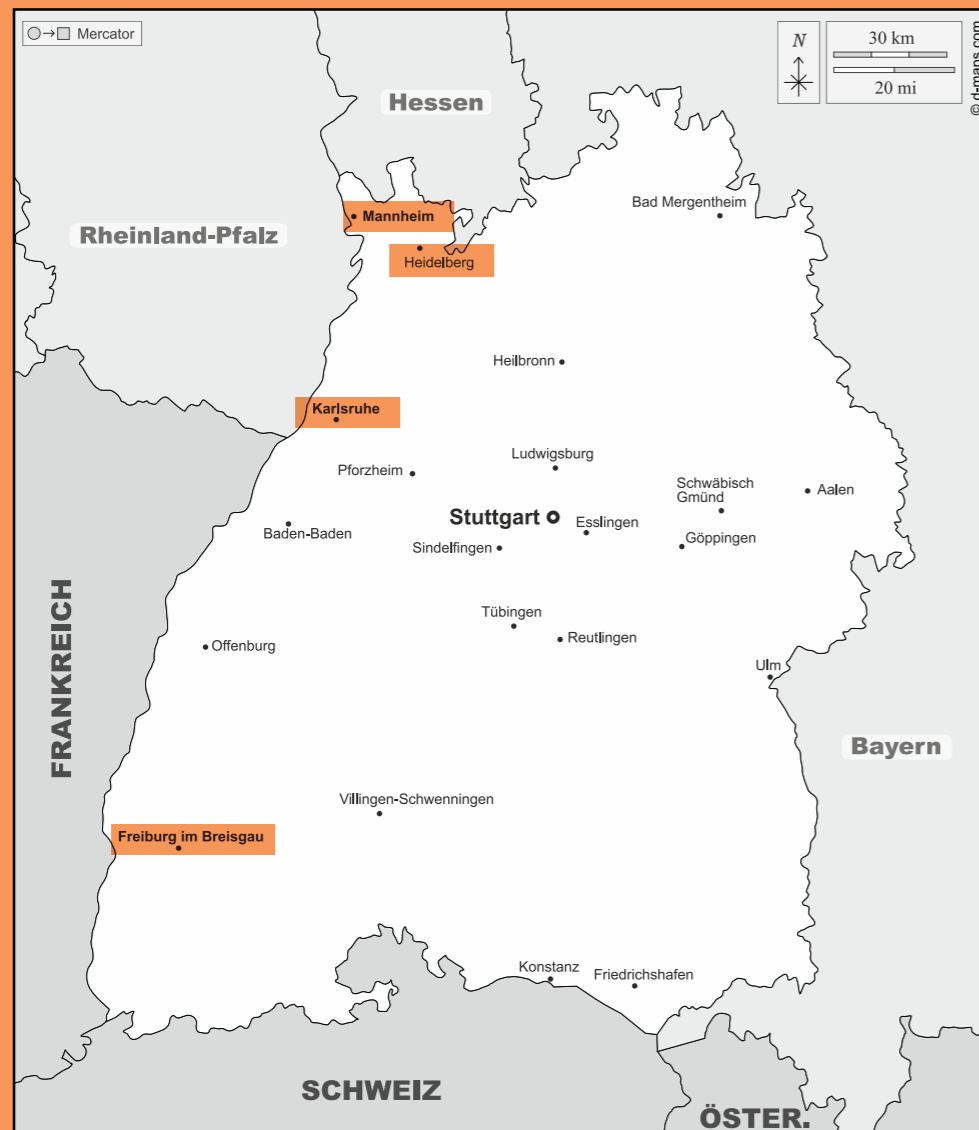 Mercator
N
30 km
20 mi
© d-maps.com
Hessen
Bad Mergentheim
Mannheim
Rheinland-Pfalz
Heidelberg
Heilbronn
Karlsruhe
Ludwigsburg
Pforzheim
Schwäbisch
Gmünd
Aalen
Stuttgart
Esslingen
Baden-Baden
Sindelfingen
Göppingen
Tübingen
Reutlingen
Offenburg
Ulm
FRANKREICH
Bayern
Villingen-Schwenningen
Freiburg im Breisgau
Konstanz
Friedrichshafen
SCHWEIZ
ÖSTER.